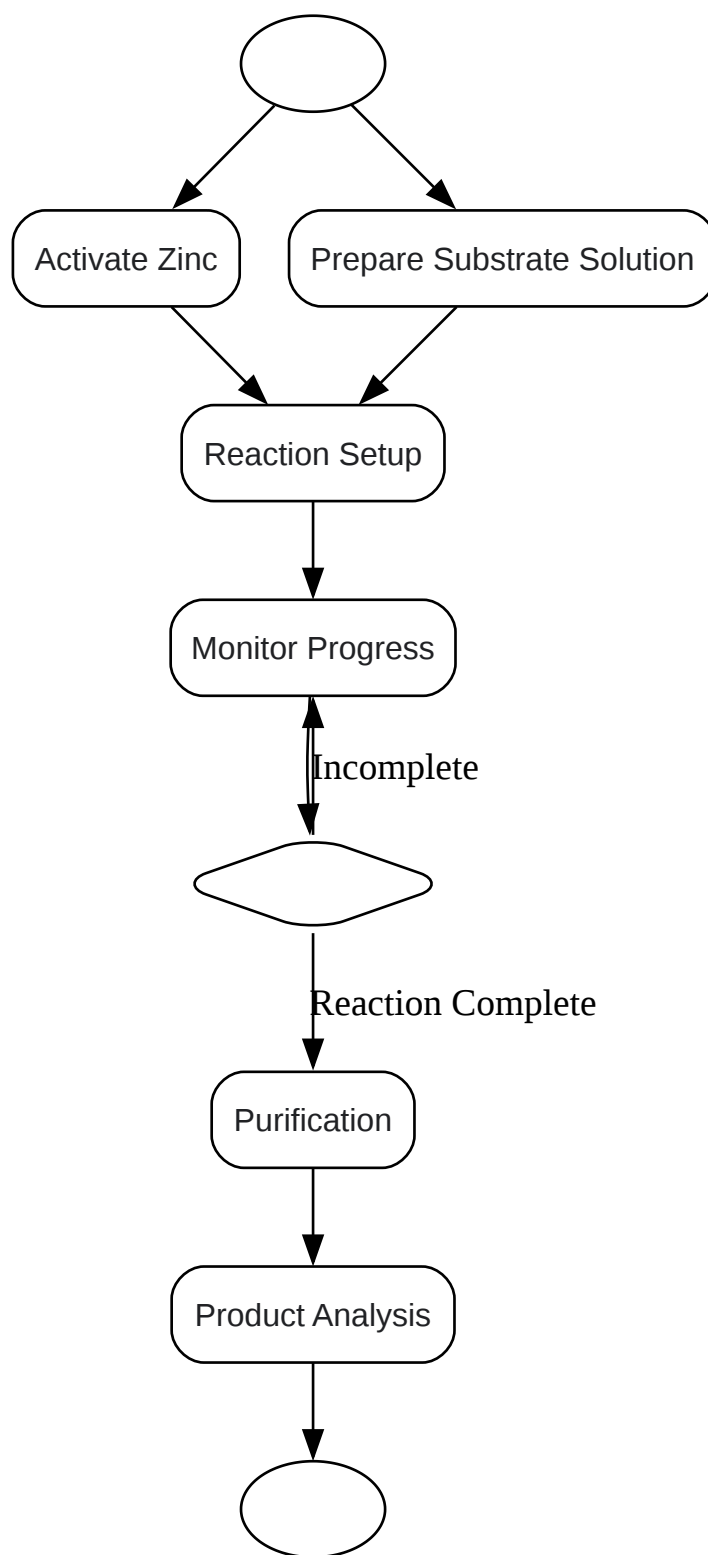 Activate Zinc
Prepare Substrate Solution
Reaction Setup
Monitor Progress
Incomplete
Reaction Complete
Purification
Product Analysis